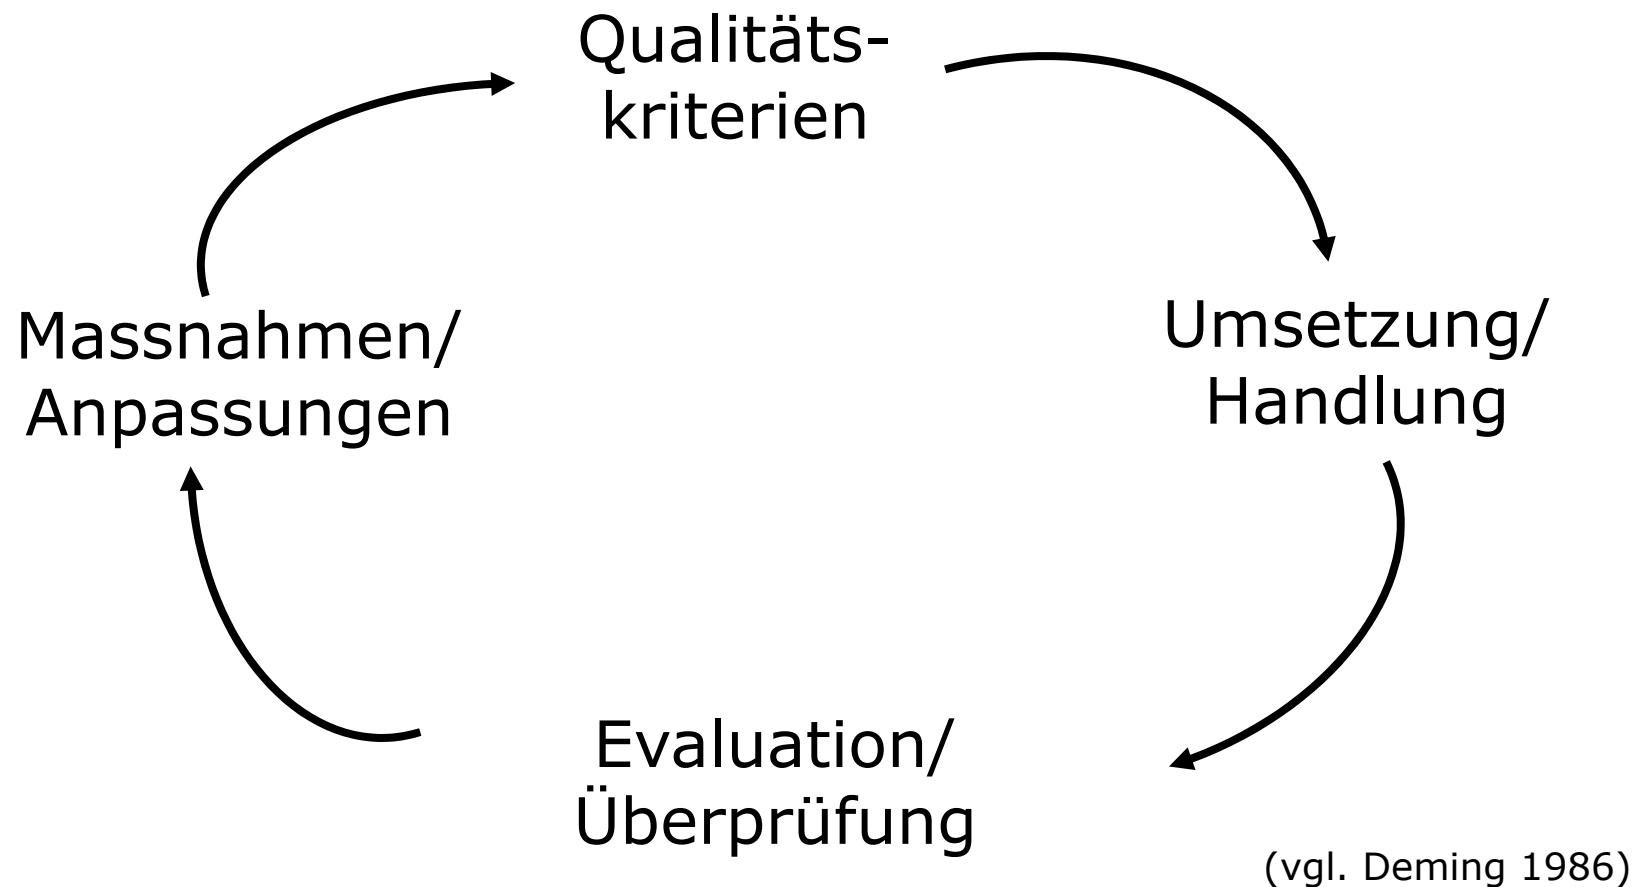 Qualitäts-
kriterien
Umsetzung/
Handlung
Evaluation/
Überprüfung
Massnahmen/
Anpassungen
(vgl. Deming 1986)